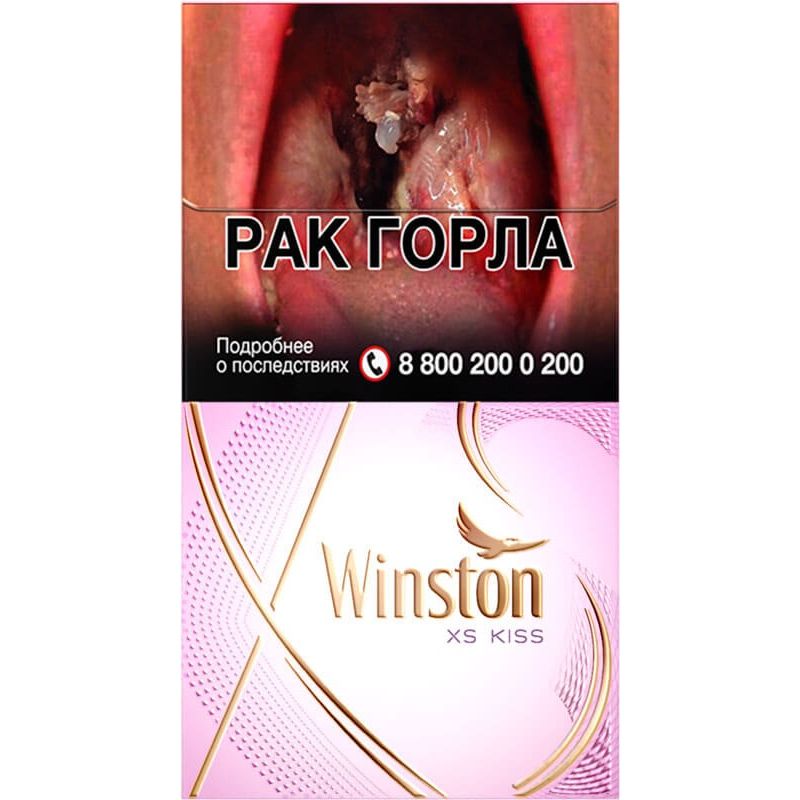 РАК ГОРЛА
Подробнее
о последствиях 8 800 200 0 200
Winston
XS KISS